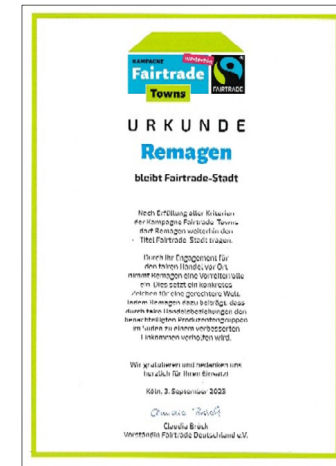 weiterhin
KAMPAGNE
Fairtrade
Towns
FAIRTRADE
URKUNDE
Remagen
bleibt Fairtrade-Stadt
Nach Erfüllung aller Kriterien
der Kampagne Fairtrade-Towns
darf Remagen weiterhin den
Titel Fairtrade-Stadt tragen.
Durch ihr Engagement für
den fairen Handel vor Ort
nimmt Remagen eine Vorreiterrolle
ein. Dies setzt ein konkretes
Zeichen für eine gerechtere Welt,
indem Remagen dazu beiträgt, dass
durch faire Handelsbeziehungen den
benachteiligten Produzentengruppen
im Süden zu einem verbesserten
Einkommen verholfen wird.
Wir gratulieren und bedanken uns
herzlich für Ihren Einsatz!
Köln, 3. September 2023
Claudia Brück
Claudia Brück
Vorständin Fairtrade Deutschland e.V.